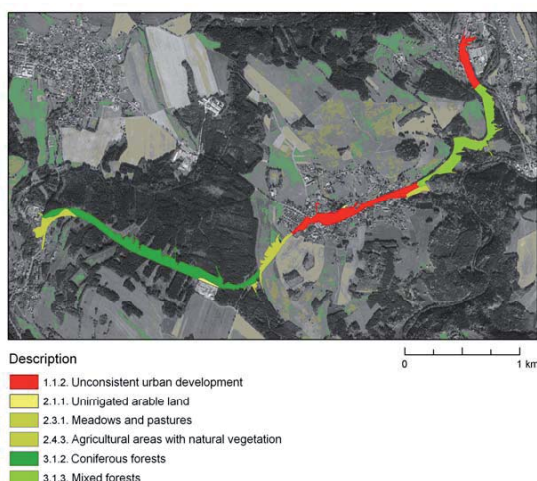 Description
0 1 km
1.1.2. Unconsistent urban development
2.1.1. Unirrigated arable land
2.3.1. Meadows and pastures
2.4.3. Agricultural areas with natural vegetation
3.1.2. Coniferous forests
3.1.3. Mixed forests